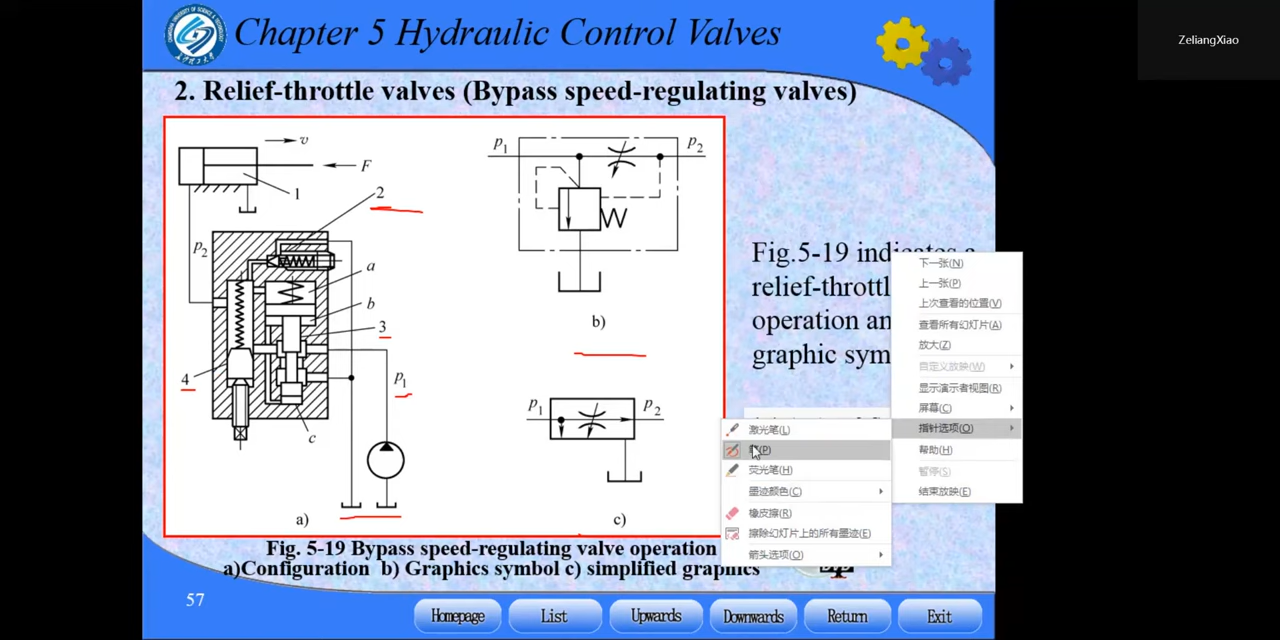 Chapter 5 Hydraulic Control Valves
ZeliangXiao
2. Relief-throttle valves (Bypass speed-regulating valves)
v
F
1
2
p2
a
b
3
4
p1
c
a)
p1
p2
b)
p1
p2
c)
Fig.5-19 indicates a
relief-throttl
operation an
graphic sym
下一张(N)
上一张(P)
上次查看的位置(V)
查看所有幻灯片(A)
放大(Z)
自定义放映(W)
显示演示者视图(R)
屏幕(C)
指针选项(O)
帮助(H)
暂停(S)
结束放映(E)
激光笔(L)
(P)
荧光笔(H)
墨迹颜色(C)
橡皮擦(R)
擦除幻灯片上的所有墨迹(E)
箭头选项(O)
Fig. 5-19 Bypass speed-regulating valve operation
a)Configuration b) Graphics symbol c) simplified graphics
57
Homepage
List
Upwards
Downwards
Return
Exit